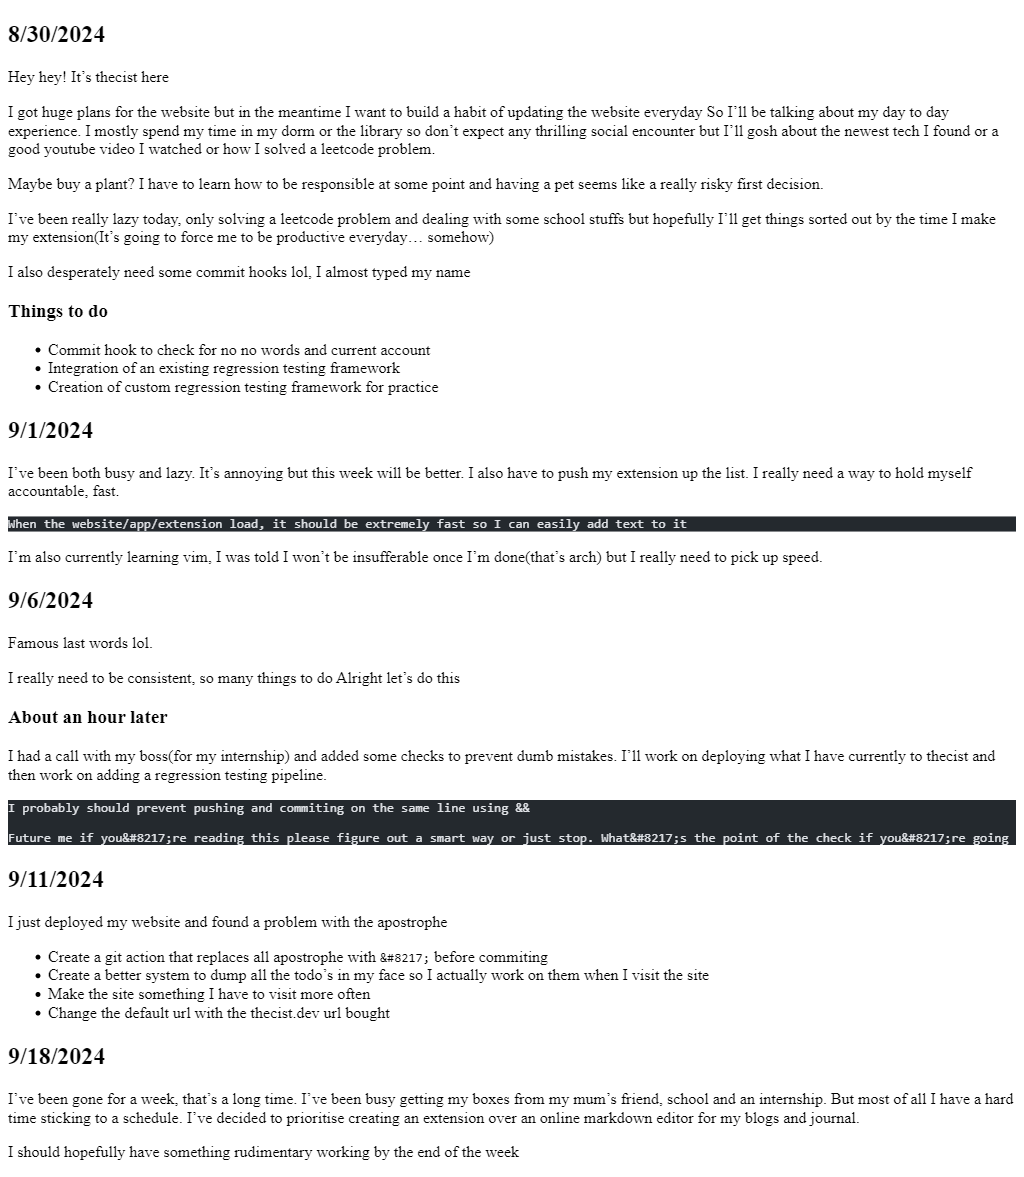 8/30/2024
Hey hey! It’s thecist here
I got huge plans for the website but in the meantime I want to build a habit of updating the website everyday So I’ll be talking about my day to day
experience. I mostly spend my time in my dorm or the library so don’t expect any thrilling social encounter but I’ll gosh about the newest tech I found or a
good youtube video I watched or how I solved a leetcode problem.
Maybe buy a plant? I have to learn how to be responsible at some point and having a pet seems like a really risky first decision.
I’ve been really lazy today, only solving a leetcode problem and dealing with some school stuffs but hopefully I’ll get things sorted out by the time I make
my extension(It’s going to force me to be productive everyday… somehow)
I also desperately need some commit hooks lol, I almost typed my name
Things to do
• Commit hook to check for no no words and current account
• Integration of an existing regression testing framework
• Creation of custom regression testing framework for practice
9/1/2024
I’ve been both busy and lazy. It’s annoying but this week will be better. I also have to push my extension up the list. I really need a way to hold myself
accountable, fast.
When the website/app/extension load, it should be extremely fast so I can easily add text to it
I’m also currently learning vim, I was told I won’t be insufferable once I’m done(that’s arch) but I really need to pick up speed.
9/6/2024
Famous last words lol.
I really need to be consistent, so many things to do Alright let’s do this
About an hour later
I had a call with my boss(for my internship) and added some checks to prevent dumb mistakes. I’ll work on deploying what I have currently to thecist and
then work on adding a regression testing pipeline.
I probably should prevent pushing and commiting on the same line using &&
Future me if you&#8217;re reading this please figure out a smart way or just stop. What&#8217;s the point of the check if you&#8217;re going
9/11/2024
I just deployed my website and found a problem with the apostrophe
• Create a git action that replaces all apostrophe with &#8217; before commiting
• Create a better system to dump all the todo’s in my face so I actually work on them when I visit the site
• Make the site something I have to visit more often
• Change the default url with the thecist.dev url bought
9/18/2024
I’ve been gone for a week, that’s a long time. I’ve been busy getting my boxes from my mum’s friend, school and an internship. But most of all I have a hard
time sticking to a schedule. I’ve decided to prioritise creating an extension over an online markdown editor for my blogs and journal.
I should hopefully have something rudimentary working by the end of the week